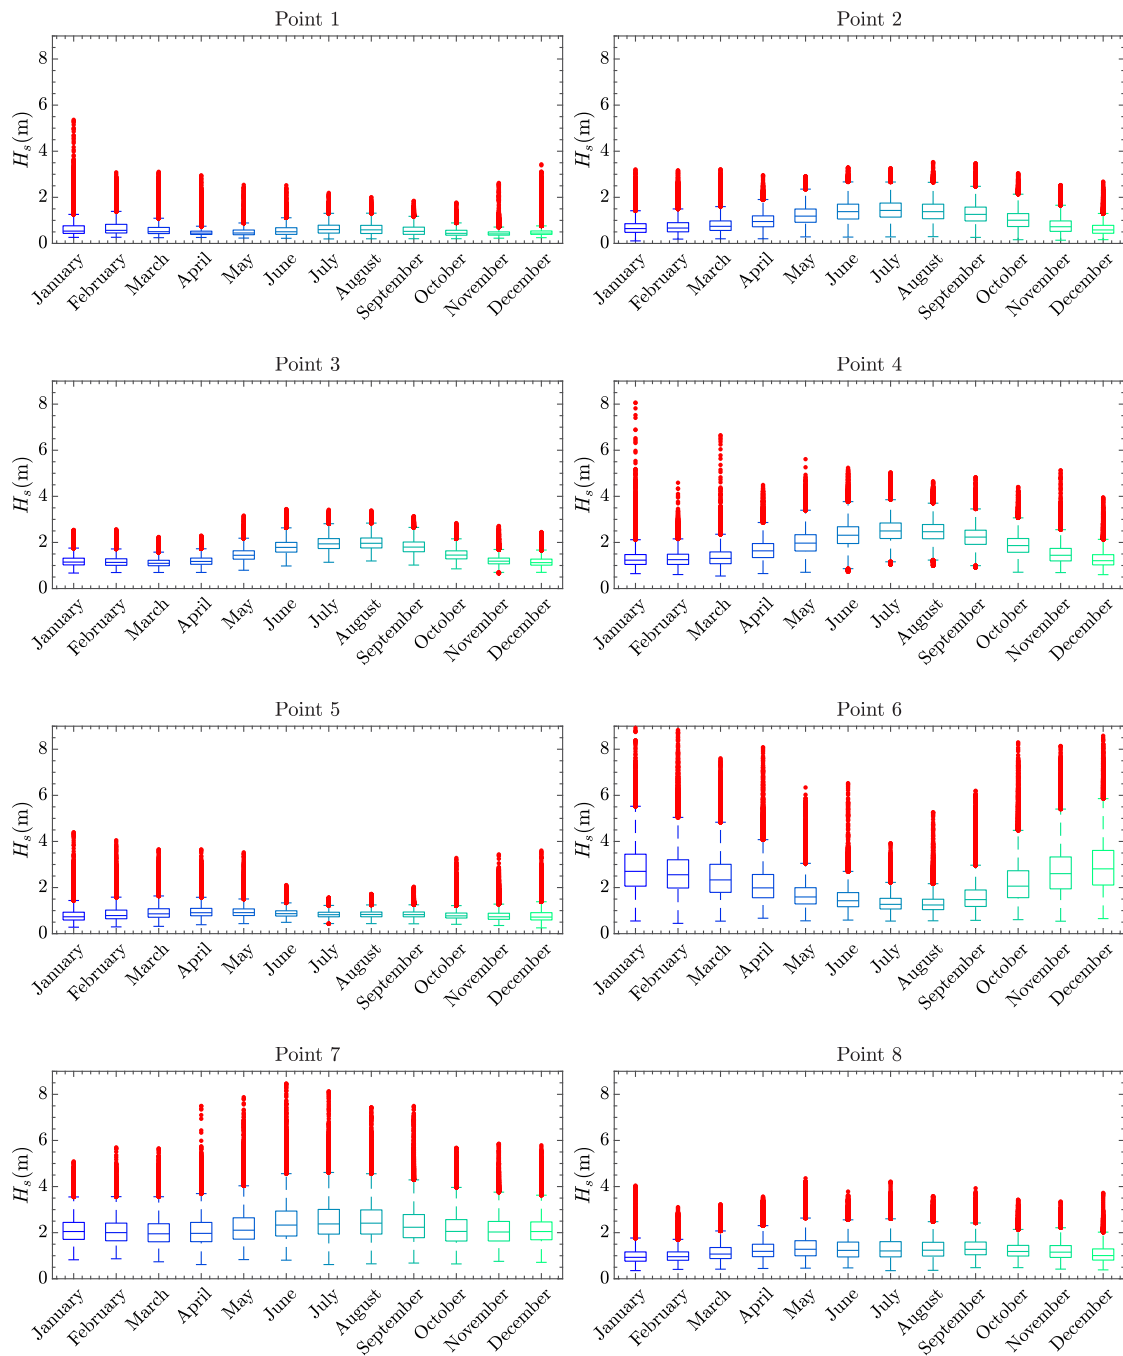 Point 1
8
6
4
2
0
H_s(m)
January
February
March
April
May
June
July
August
September
October
November
December
Point 2
8
6
4
2
0
H_s(m)
January
February
March
April
May
June
July
August
September
October
November
December
Point 3
8
6
4
2
0
H_s(m)
January
February
March
April
May
June
July
August
September
October
November
December
Point 4
8
6
4
2
0
H_s(m)
January
February
March
April
May
June
July
August
September
October
November
December
Point 5
8
6
4
2
0
H_s(m)
January
February
March
April
May
June
July
August
September
October
November
December
Point 6
8
6
4
2
0
H_s(m)
January
February
March
April
May
June
July
August
September
October
November
December
Point 7
8
6
4
2
0
H_s(m)
January
February
March
April
May
June
July
August
September
October
November
December
Point 8
8
6
4
2
0
H_s(m)
January
February
March
April
May
June
July
August
September
October
November
December